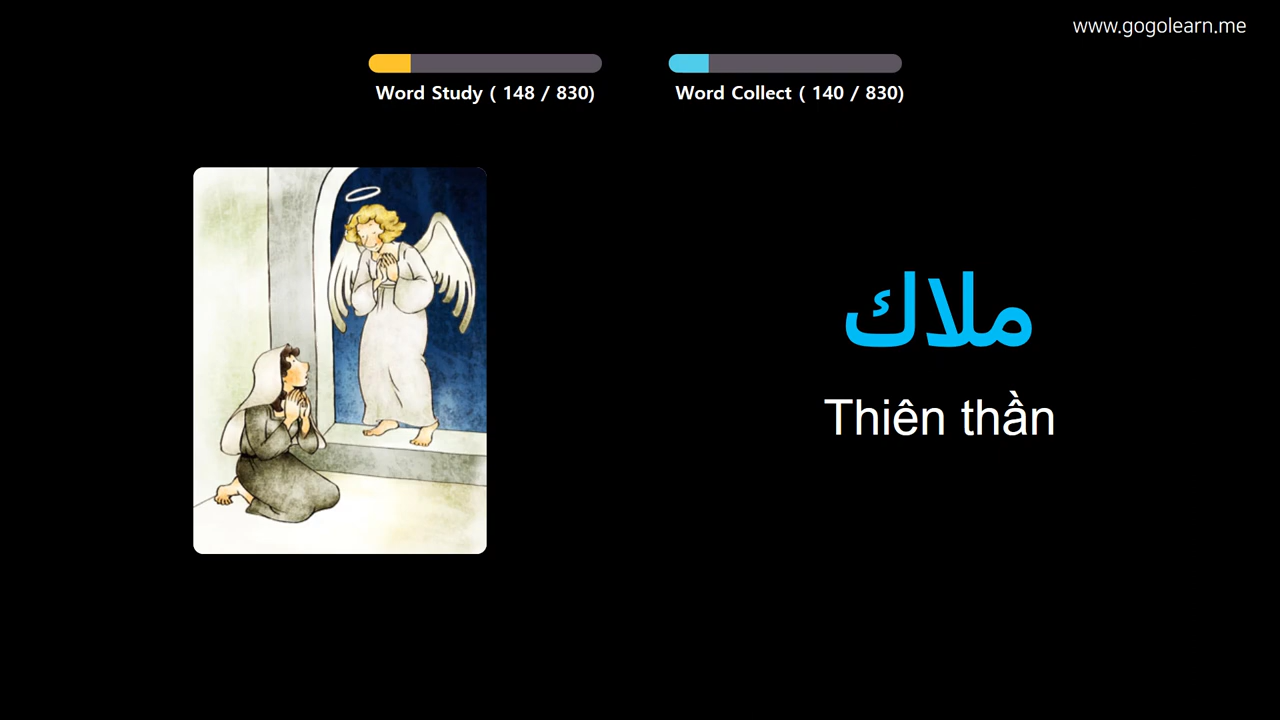 www.gogolearn.me
Word Study ( 148 / 830)
Word Collect ( 140 / 830)
ملاك
Thiên thần